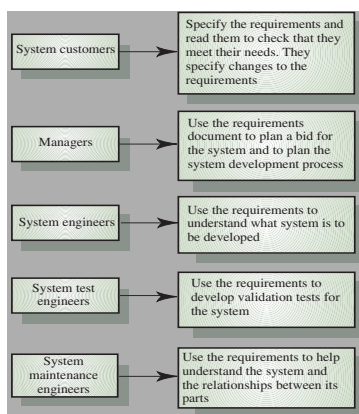 System customers
Specify the requirements and
read them to check that they
meet their needs. They
specify changes to the
requirements
Managers
Use the requirements
document to plan a bid for
the system and to plan the
system development process
System engineers
Use the requirements to
understand what system is to
be developed
System test
engineers
Use the requirements to
develop validation tests for
the system
System
maintenance
engineers
Use the requirements to help
understand the system and
the relationships between its
parts